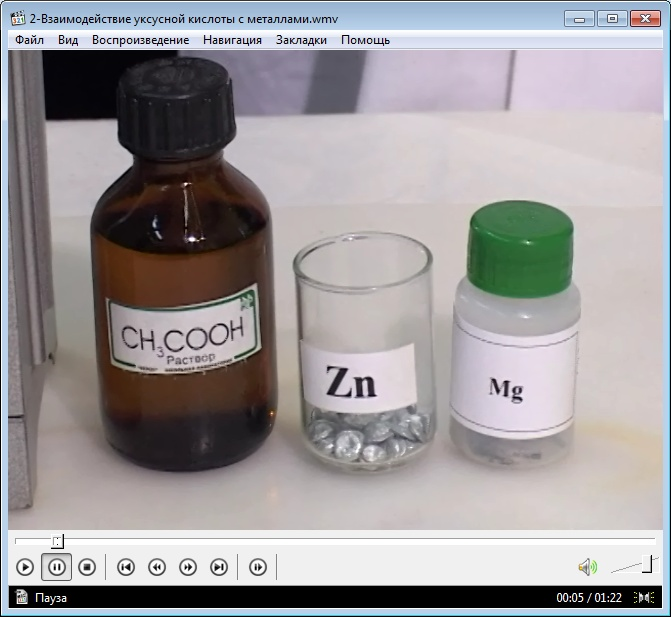 2-Взаимодействие уксусной кислоты с металлами.wmv
Файл Вид Воспроизведение Навигация Закладки Помощь
CH3COOH
Раствор
Zn
Mg
Пауза
00:05 / 01:22